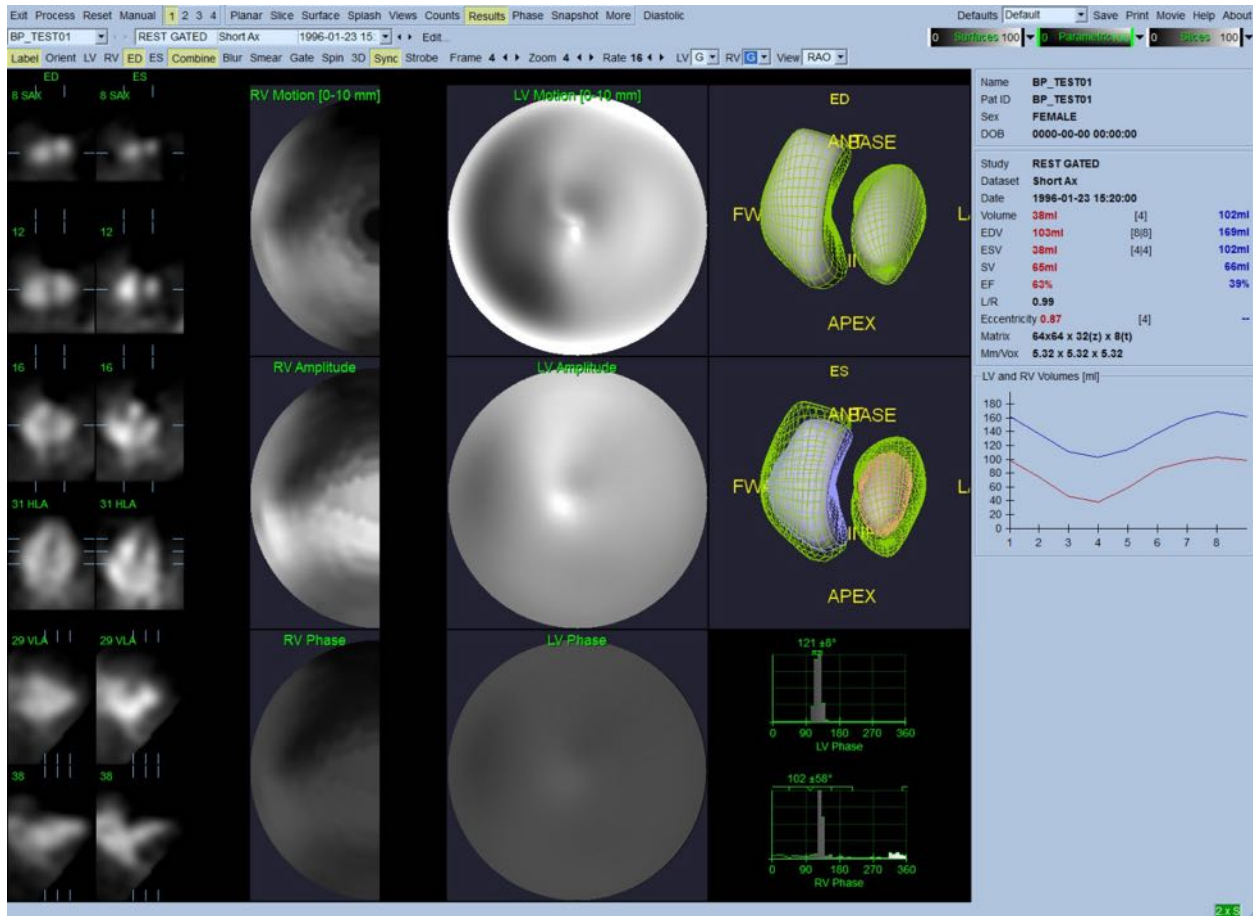 Exit Process Reset Manual 1 2 3 4 Planar Slice Surface Splash Views Counts Results Phase Snapshot More Diastolic Defaults Default Save Print Movie Help About
BP_TEST01 REST GATED Short Ax 1996-01-23 15: Edit... 0 Surfaces 100 0 Parametric 0 Slices 100
Label Orient LV RV ED ES Combine Blur Smear Gate Spin 3D Sync Strobe Frame 4 Zoom 4 Rate 16 LV G RV G View RAO
ED ES
8 SAX 8 SAX
12 12
16 16
31 HLA 31 HLA
29 VLA 29 VLA
38 38
RV Motion [0-10 mm]
RV Amplitude
RV Phase
LV Motion [0-10 mm]
LV Amplitude
LV Phase
ED
ANT BASE
FW
APEX
ES
BASE
FW
APEX
121 ±8°
0 90 180 270 360
LV Phase
102 ±58°
0 90 180 270 360
RV Phase
Name BP_TEST01
Pat ID BP_TEST01
Sex FEMALE
DOB 0000-00-00 00:00:00
Study REST GATED
Dataset Short Ax
Date 1996-01-23 15:20:00
Volume 38ml [4] 102ml
EDV 103ml [8|8] 169ml
ESV 38ml [4|4] 102ml
SV 65ml 66ml
EF 63% 39%
L/R 0.99
Eccentricity 0.87 [4] --
Matrix 64x64 x 32(z) x 8(t)
Mm/Vox 5.32 x 5.32 x 5.32
LV and RV Volumes [ml]
180
160
140
120
100
80
60
40
20
0
1 2 3 4 5 6 7 8
2 x S